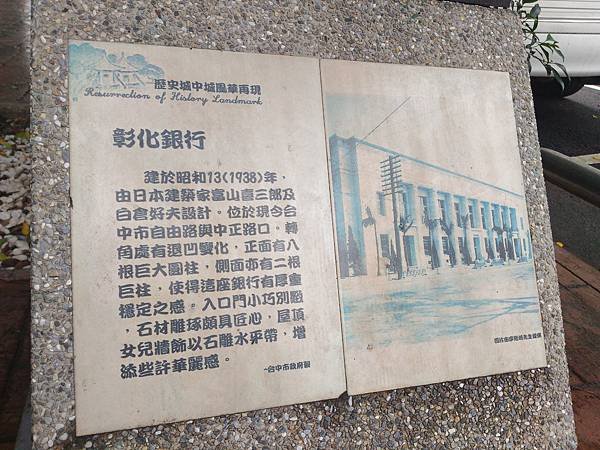 歷史城中城風華再現
Resurrection of History Landmark
彰化銀行
建於昭和13(1938)年，
由日本建築家富山喜三郎及
白倉好夫設計。位於現今台
中市自由路與中正路口。轉
角處有退凹變化，正面有八
根巨大圓柱，側面亦有二根
巨柱，使得這座銀行有厚重
穩定之感。入口門小巧別緻
，石材雕琢頗具匠心，屋頂
女兒牆飾以石雕水平帶，增
添些許華麗感。
-台中市政府製